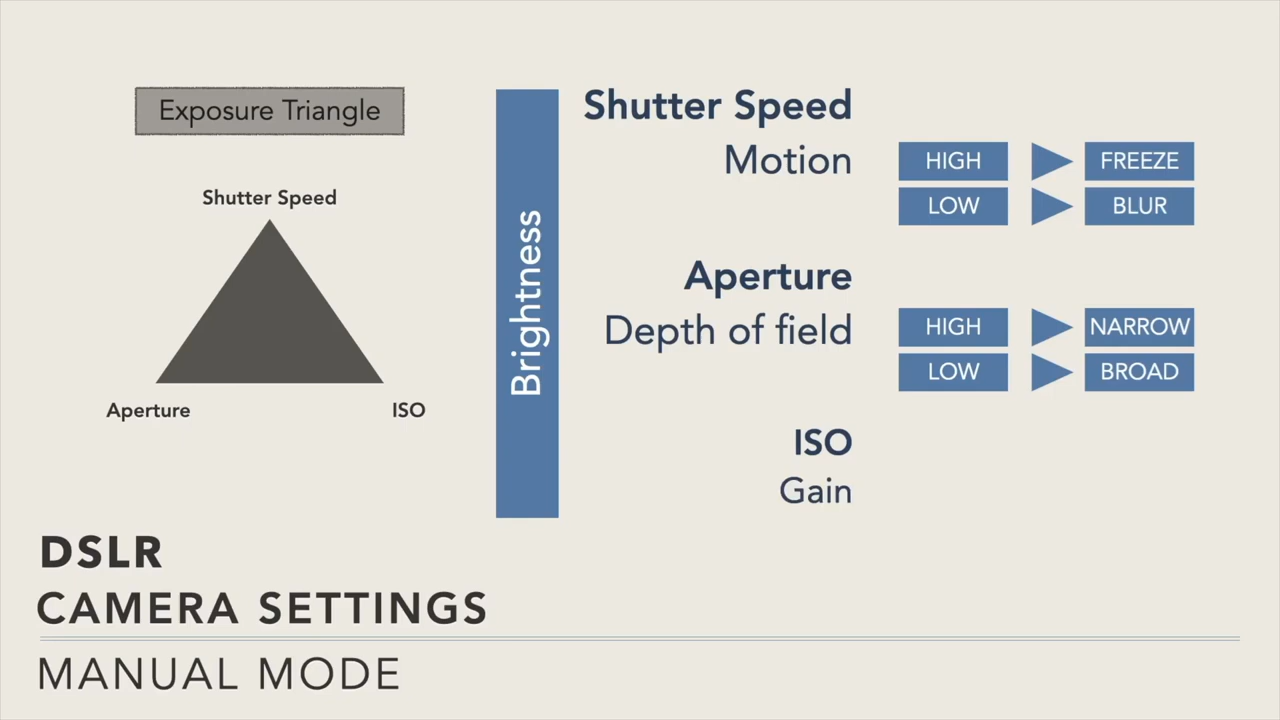 Exposure Triangle
Shutter Speed
Aperture
ISO
Brightness
Shutter Speed
Motion
HIGH
FREEZE
LOW
BLUR
Aperture
Depth of field
HIGH
NARROW
LOW
BROAD
ISO
Gain
DSLR
CAMERA SETTINGS
MANUAL MODE